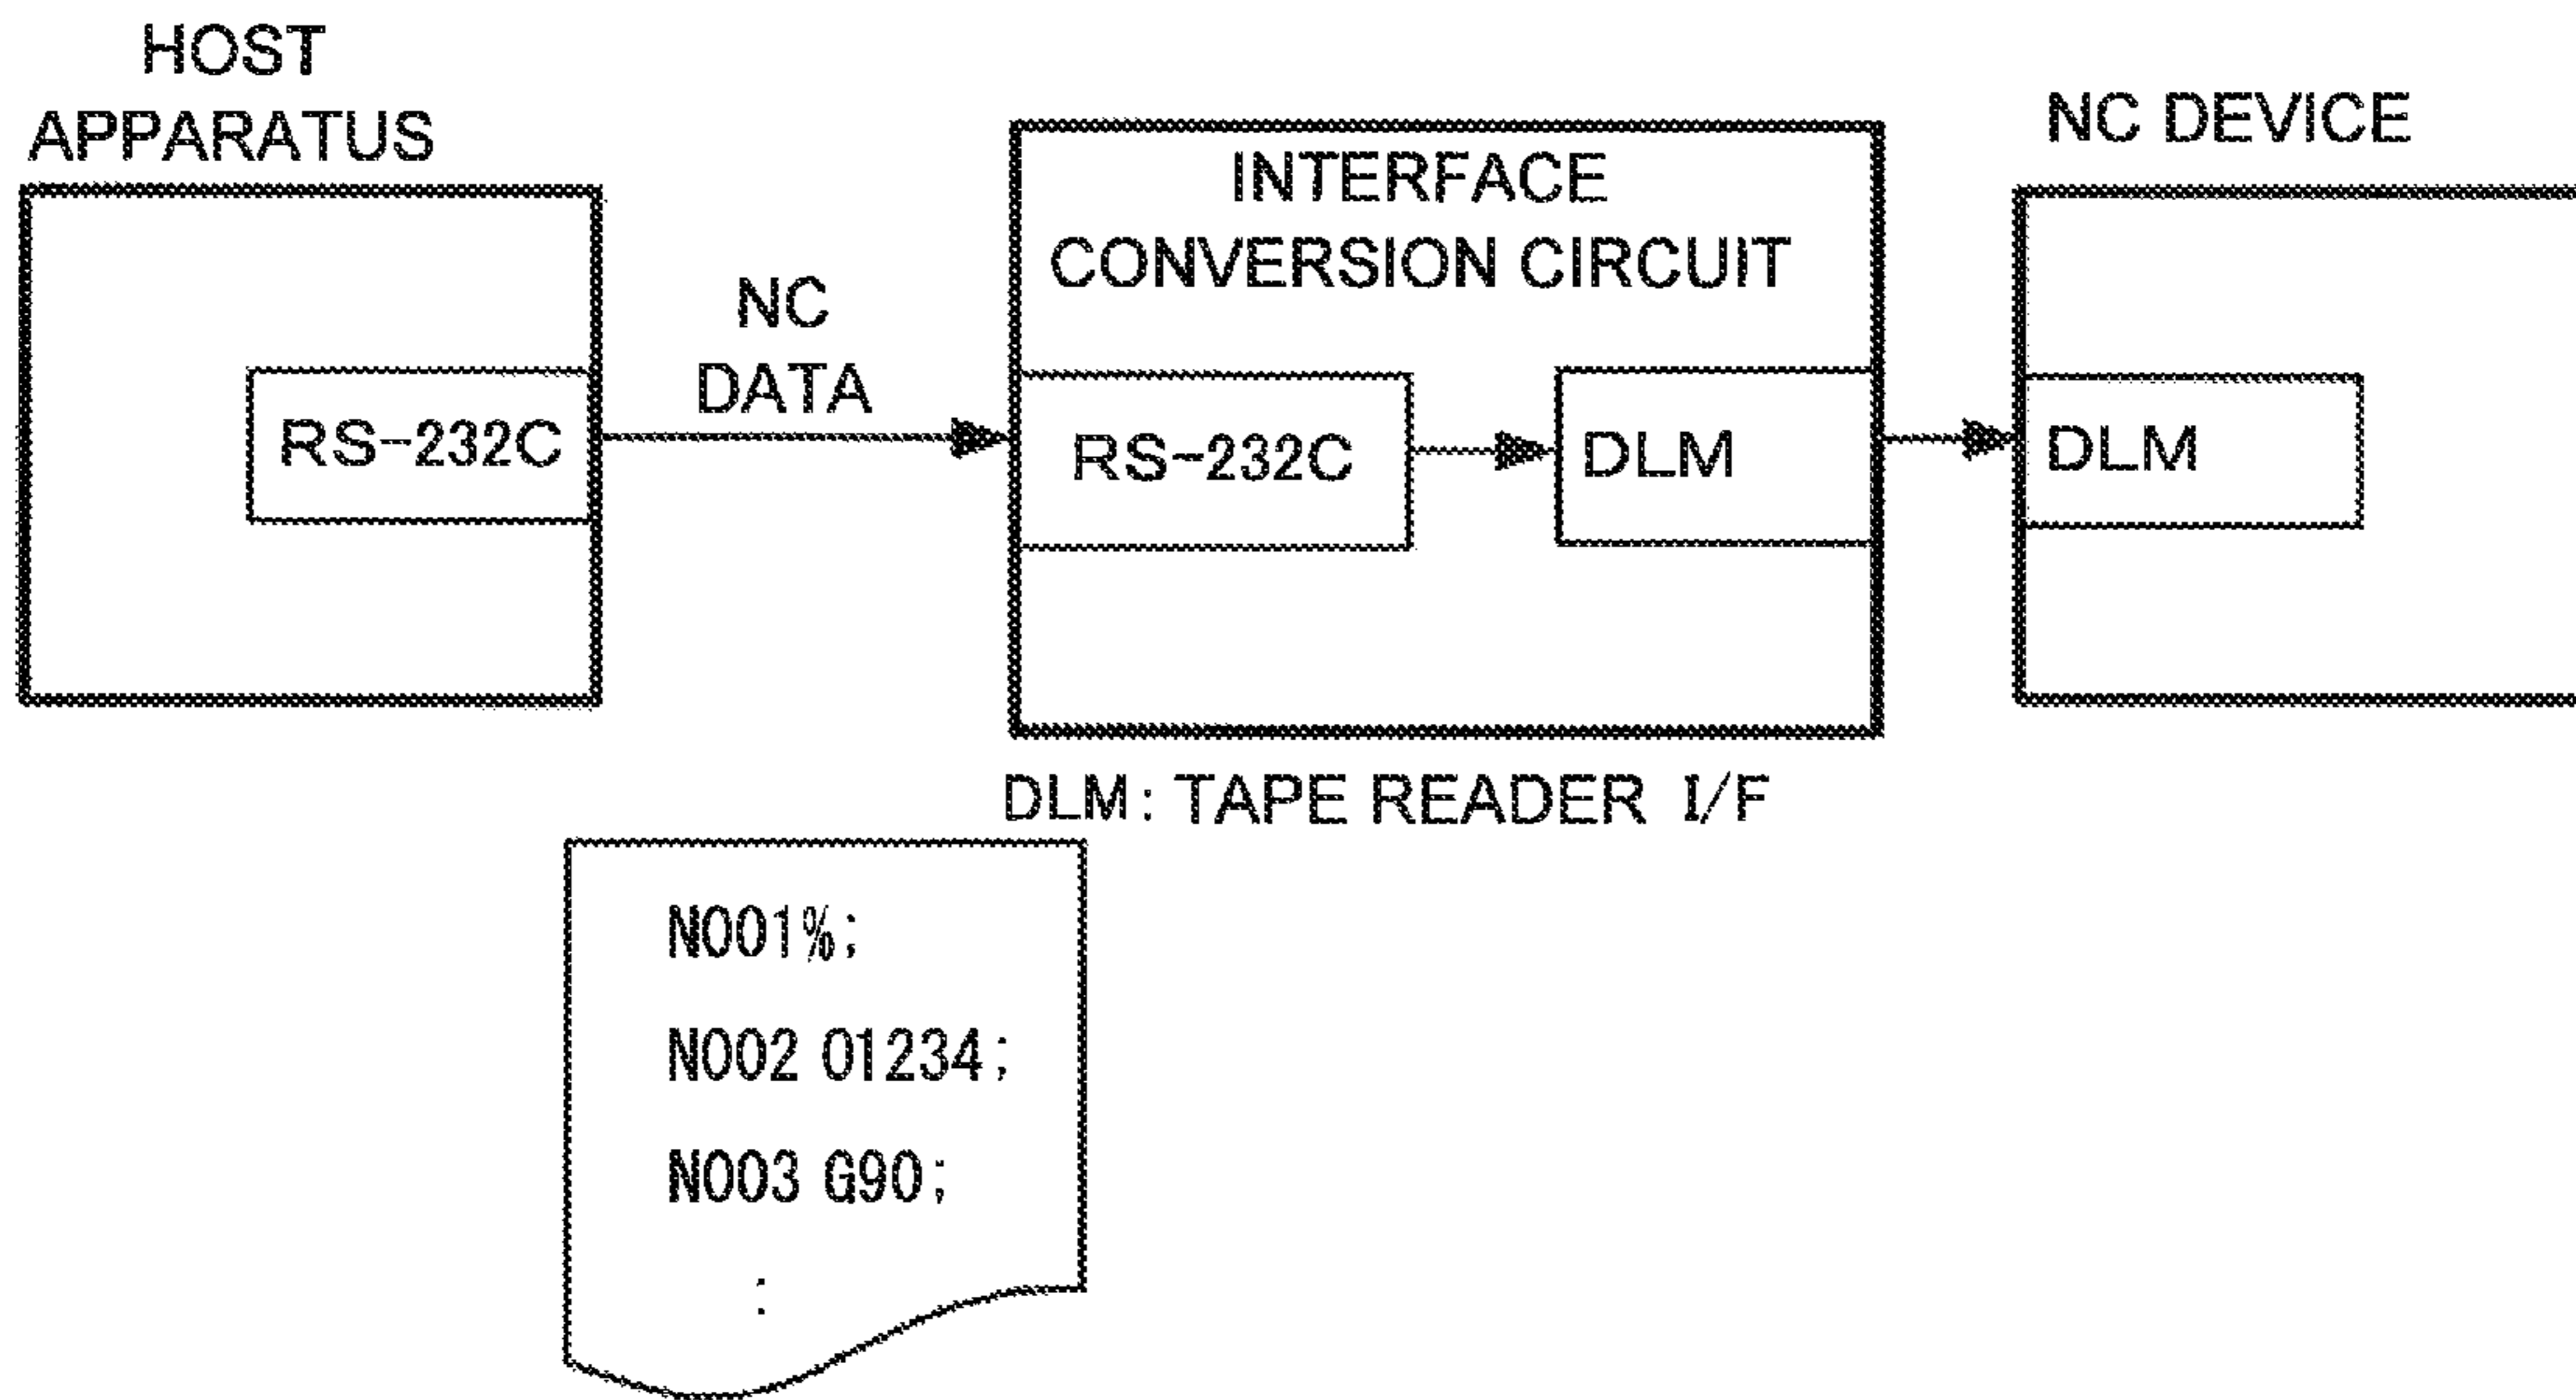 HOST
APPARATUS
RS-232C
NC
DATA
INTERFACE
CONVERSION CIRCUIT
RS-232C
DLM
NC DEVICE
DLM
DLM: TAPE READER I/F
N001%;
N002 O1234;
N003 G90;
: